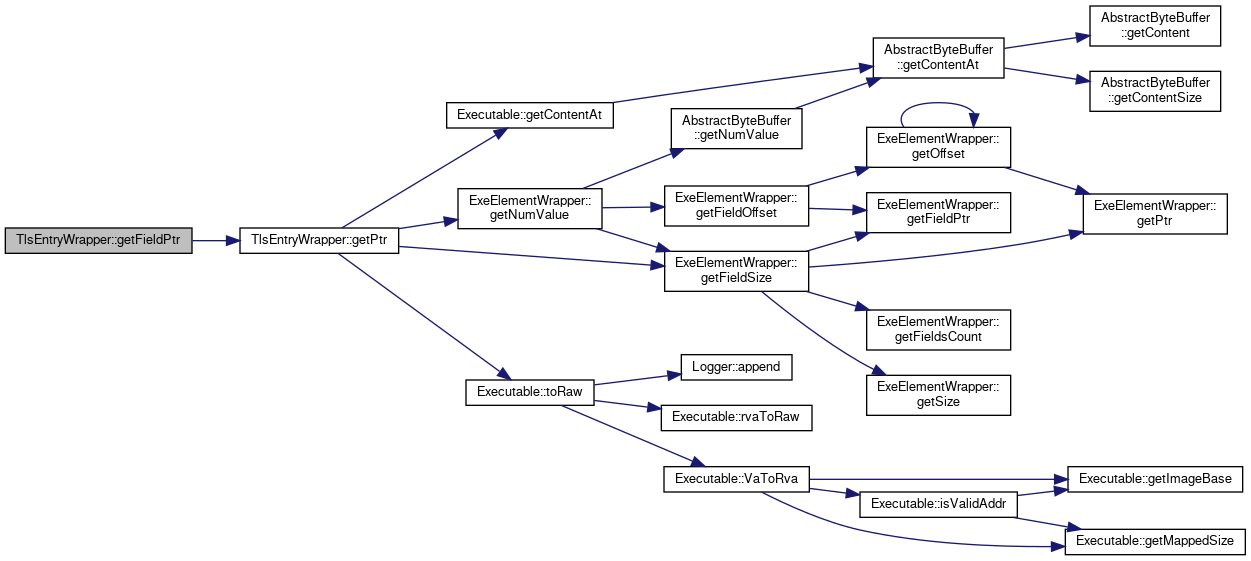 TlsEntryWrapper::getFieldPtr
TlsEntryWrapper::getPtr
Executable::getContentAt
AbstractByteBuffer
::getContentAt
AbstractByteBuffer
::getContent
AbstractByteBuffer
::getContentSize
ExeElementWrapper::
getNumValue
AbstractByteBuffer
::getNumValue
ExeElementWrapper::
getFieldOffset
ExeElementWrapper::
getOffset
ExeElementWrapper::
getFieldPtr
ExeElementWrapper::
getPtr
ExeElementWrapper::
getFieldSize
ExeElementWrapper::
getFieldsCount
ExeElementWrapper::
getSize
Executable::toRaw
Logger::append
Executable::rvaToRaw
Executable::VaToRva
Executable::isValidAddr
Executable::getImageBase
Executable::getMappedSize